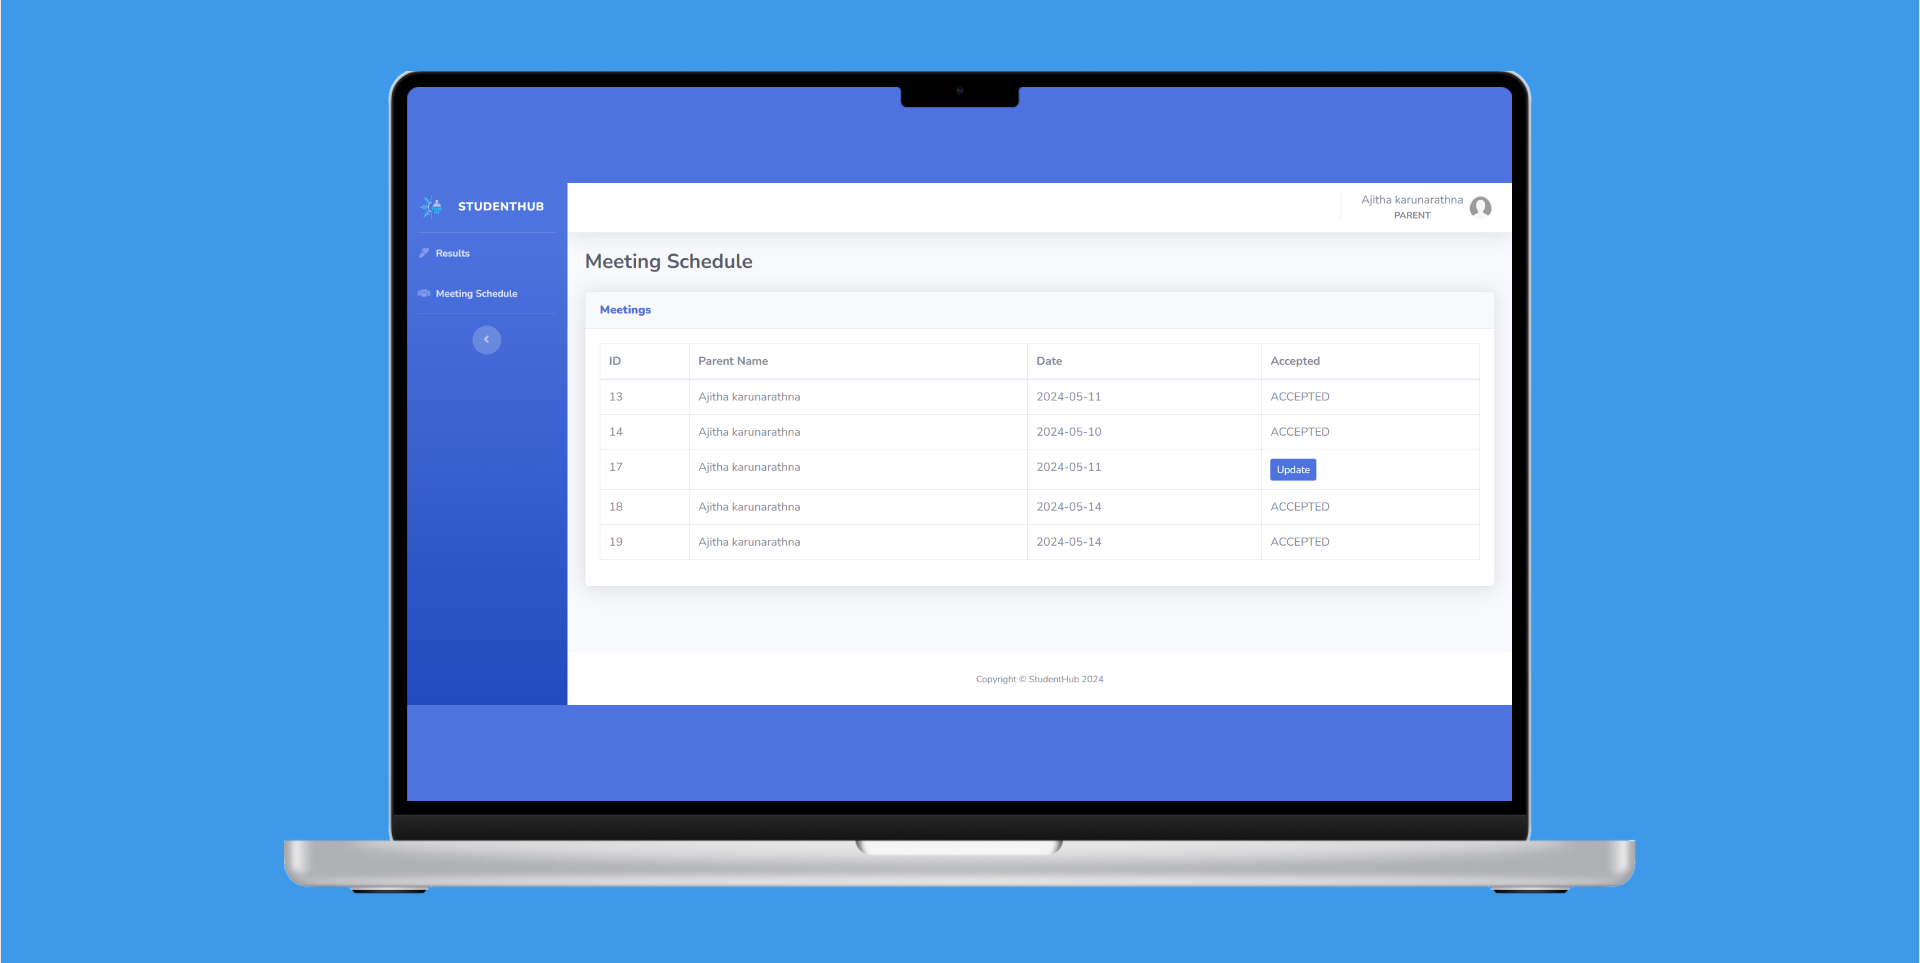 STUDENTHUB
Ajitha karunarathna
PARENT
Results
Meeting Schedule
Meeting Schedule
Meetings
ID Parent Name Date Accepted
13 Ajitha karunarathna 2024-05-11 ACCEPTED
14 Ajitha karunarathna 2024-05-10 ACCEPTED
17 Ajitha karunarathna 2024-05-11 Update
18 Ajitha karunarathna 2024-05-14 ACCEPTED
19 Ajitha karunarathna 2024-05-14 ACCEPTED
Copyright © StudentHub 2024